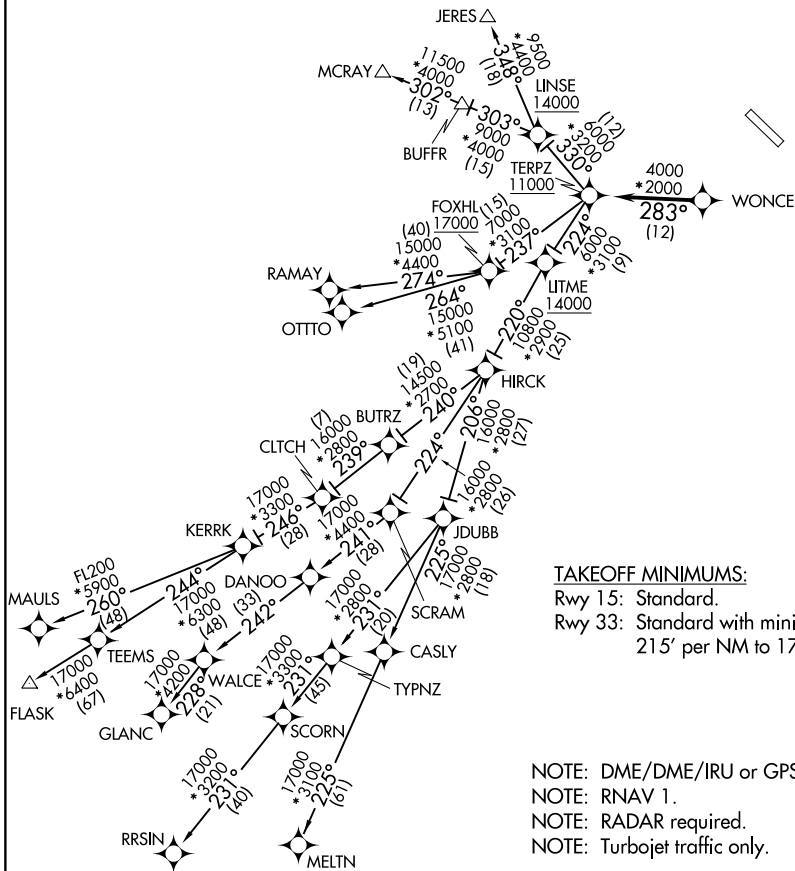 JERES
9500
*4400
348°
(18)
MCRAY
11500
*4000
302°
(13)
LINSE
14000
303°
9000
*4000
(15)
BUFFR
(12)
6000
*3200
330°
TERPZ
11000
4000
*2000
283°
(12)
WONCE
FOXHL
17000
(15)
7000
*3100
237°
224°
6000
*3100
(9)
(40)
15000
*4400
274°
RAMAY
264°
15000
*5100
(41)
OTTTO
LITME
14000
220°
10800
*2900
(25)
HIRCK
(19)
14500
*2700
240°
BUTRZ
206°
16000
*2800
(27)
224°
16000
*2800
(26)
(7)
16000
*2800
239°
CLTCH
17000
*3300
246°
(28)
KERRK
17000
*4400
241°
(28)
JDUBB
SCRAM
225°
17000
*2800
(18)
FL200
*5900
260°
(48)
MAULS
244°
17000
*6300
(48)
DANOO
(33)
242°
17000
*2800
231°
(20)
TEEMS
17000
*6400
(67)
FLASK
17000
*4200
228°
(21)
WALCE
GLANC
17000
*3300
231°
(45)
CASLY
TYPNZ
SCORN
17000
*3200
231°
(40)
RRSIN
17000
*3100
225°
(61)
MELTN
TAKEOFF MINIMUMS:
Rwy 15: Standard.
Rwy 33: Standard with mini
215' per NM to 17
NOTE: DME/DME/IRU or GPS
NOTE: RNAV 1.
NOTE: RADAR required.
NOTE: Turbojet traffic only.